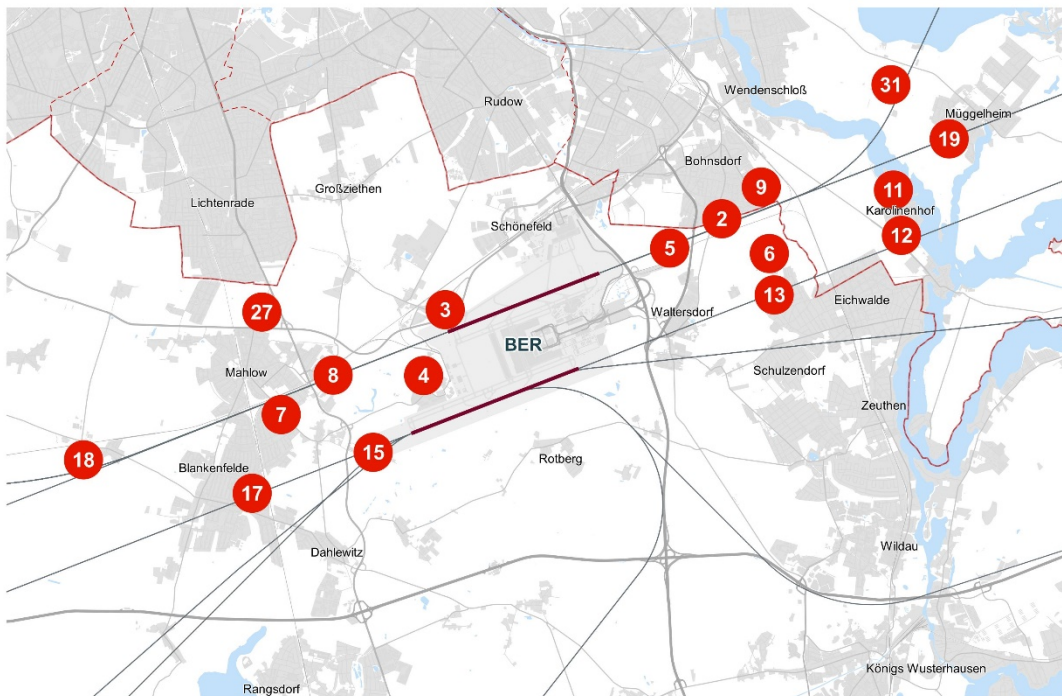 31
Wendenschloß
Rudow
Müggelheim
19
Bohnsdorf
Großziethen
9
11
Lichtenrade
Karolinenhof
2
Schönefeld
12
5
6
13
Eichwalde
27
3
Waltersdorf
BER
Mahlow
8
4
Schulzendorf
7
Zeuthen
15
18
Blankenfelde
Rotberg
17
Dahlewitz
Wildau
Königs Wusterhausen
Rangsdorf